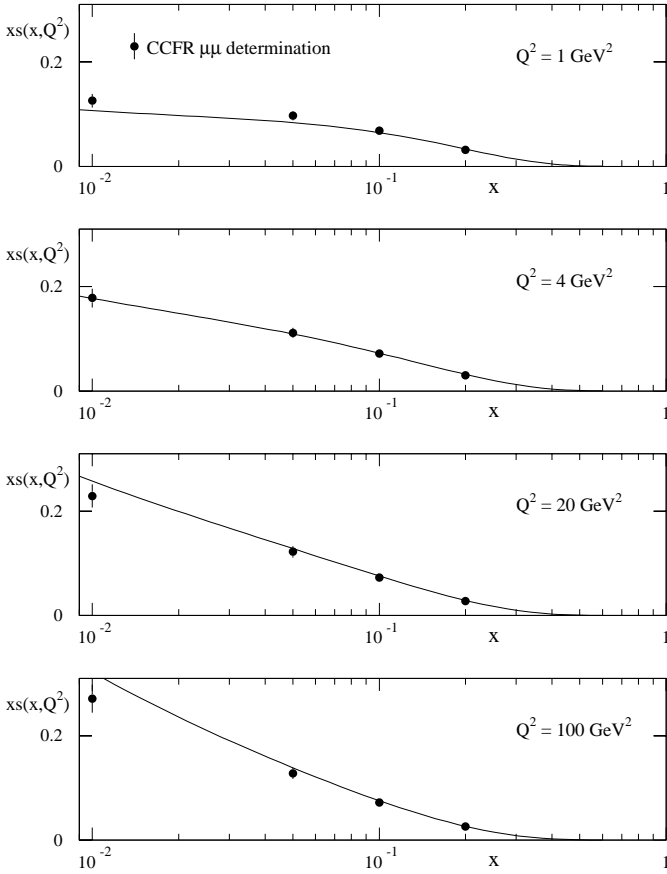 xs(x,Q²)
CCFR μμ determination
Q² = 1 GeV²
0.2
0
10⁻²
10⁻¹
x
1
xs(x,Q²)
Q² = 4 GeV²
0.2
0
10⁻²
10⁻¹
x
1
xs(x,Q²)
Q² = 20 GeV²
0.2
0
10⁻²
10⁻¹
x
1
xs(x,Q²)
Q² = 100 GeV²
0.2
0
10⁻²
10⁻¹
x
1